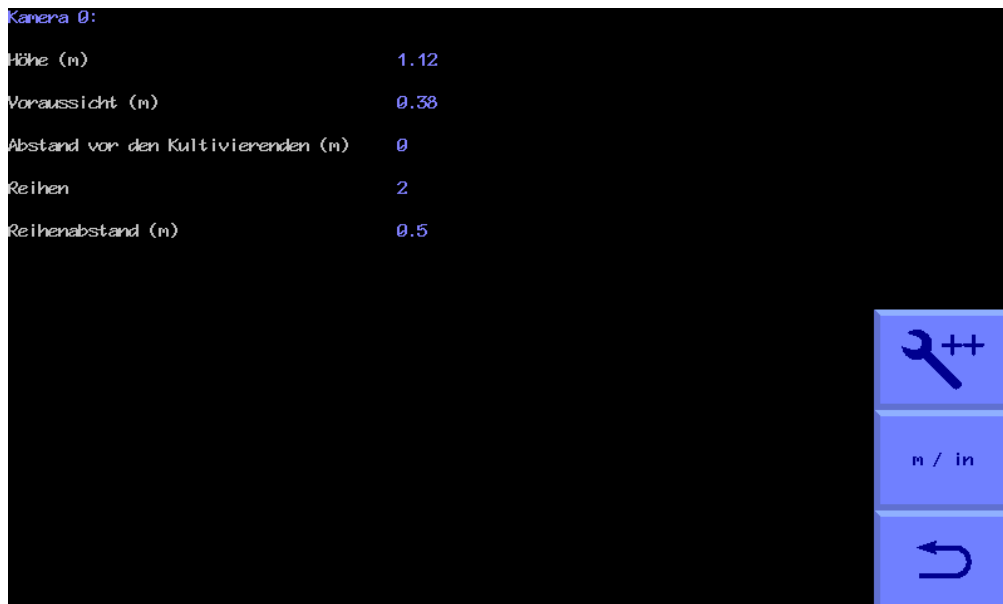 Kamera 0:
Höhe (m) 1.12
Voraussicht (m) 0.38
Abstand vor den Kultivierenden (m) 0
Reihen 2
Reihenabstand (m) 0.5
++
m / in